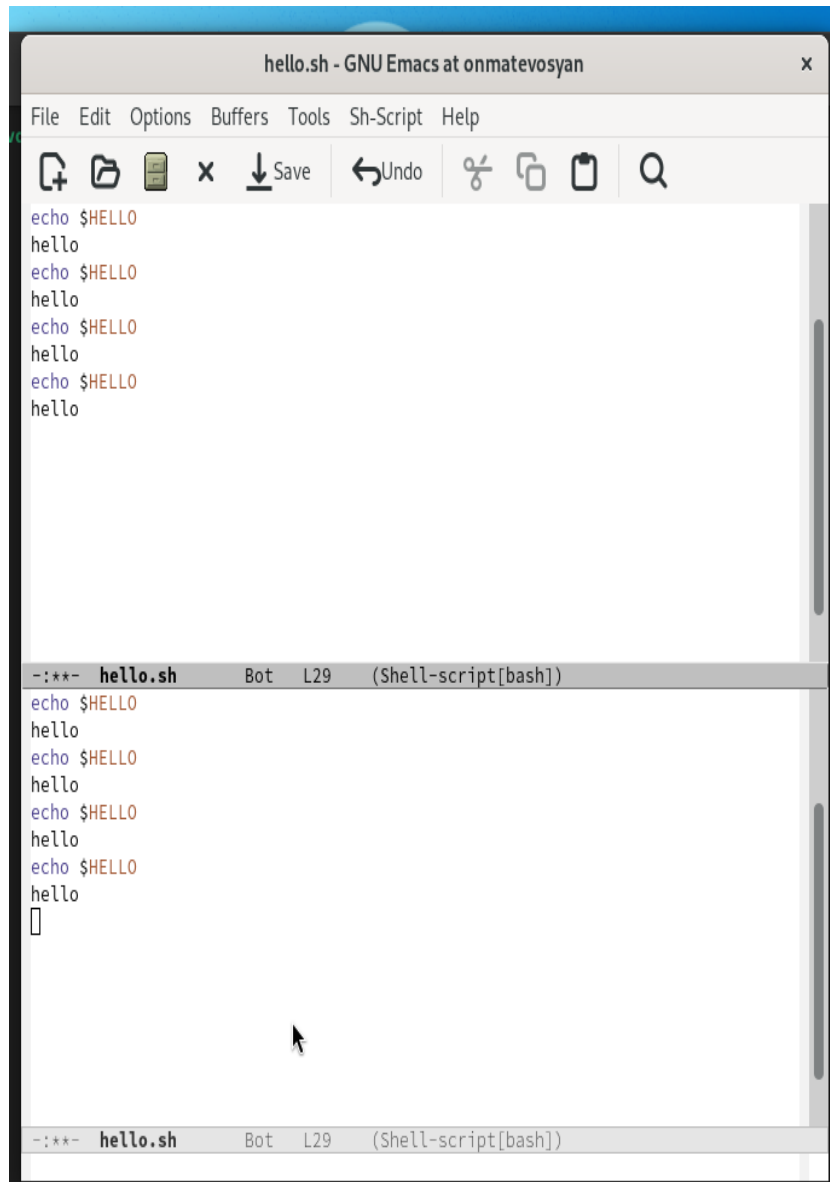 hello.sh - GNU Emacs at onmatevosyan x
File Edit Options Buffers Tools Sh-Script Help
Save Undo
echo $HELLO
hello
echo $HELLO
hello
echo $HELLO
hello
echo $HELLO
hello
-:**- hello.sh Bot L29 (Shell-script[bash])
echo $HELLO
hello
echo $HELLO
hello
echo $HELLO
hello
echo $HELLO
hello
-:**- hello.sh Bot L29 (Shell-script[bash])